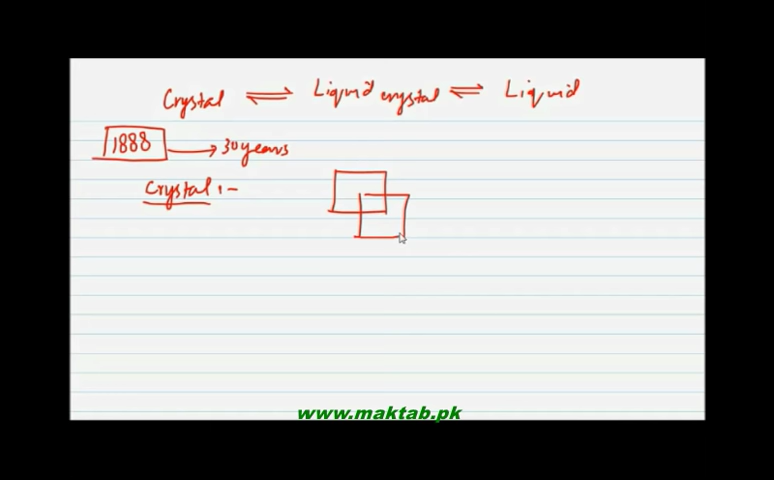 Crystal ⇌ Liquid crystal ⇌ Liquid
1888 → 30 years
Crystal :-
www.maktab.pk